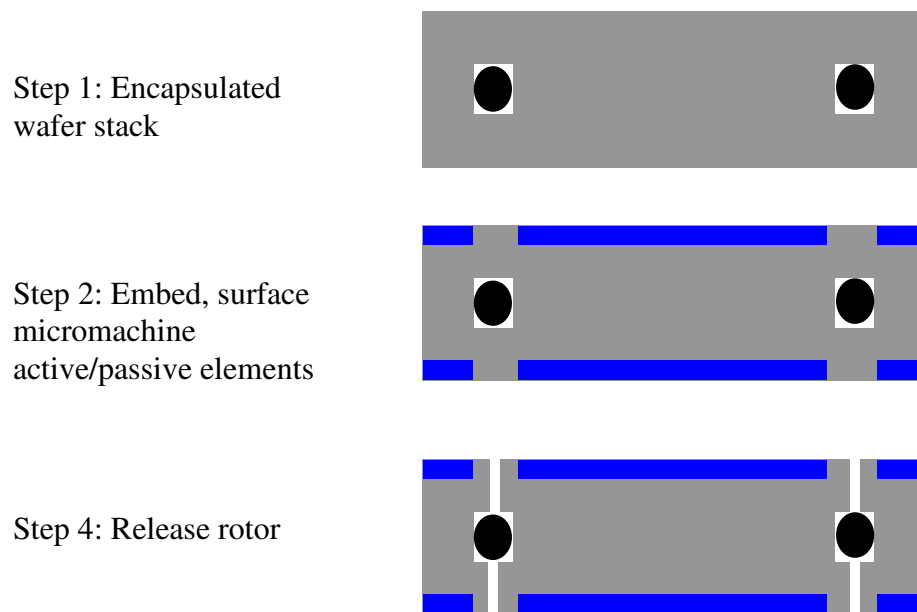 Step 1: Encapsulated
wafer stack
Step 2: Embed, surface
micromachine
active/passive elements
Step 4: Release rotor